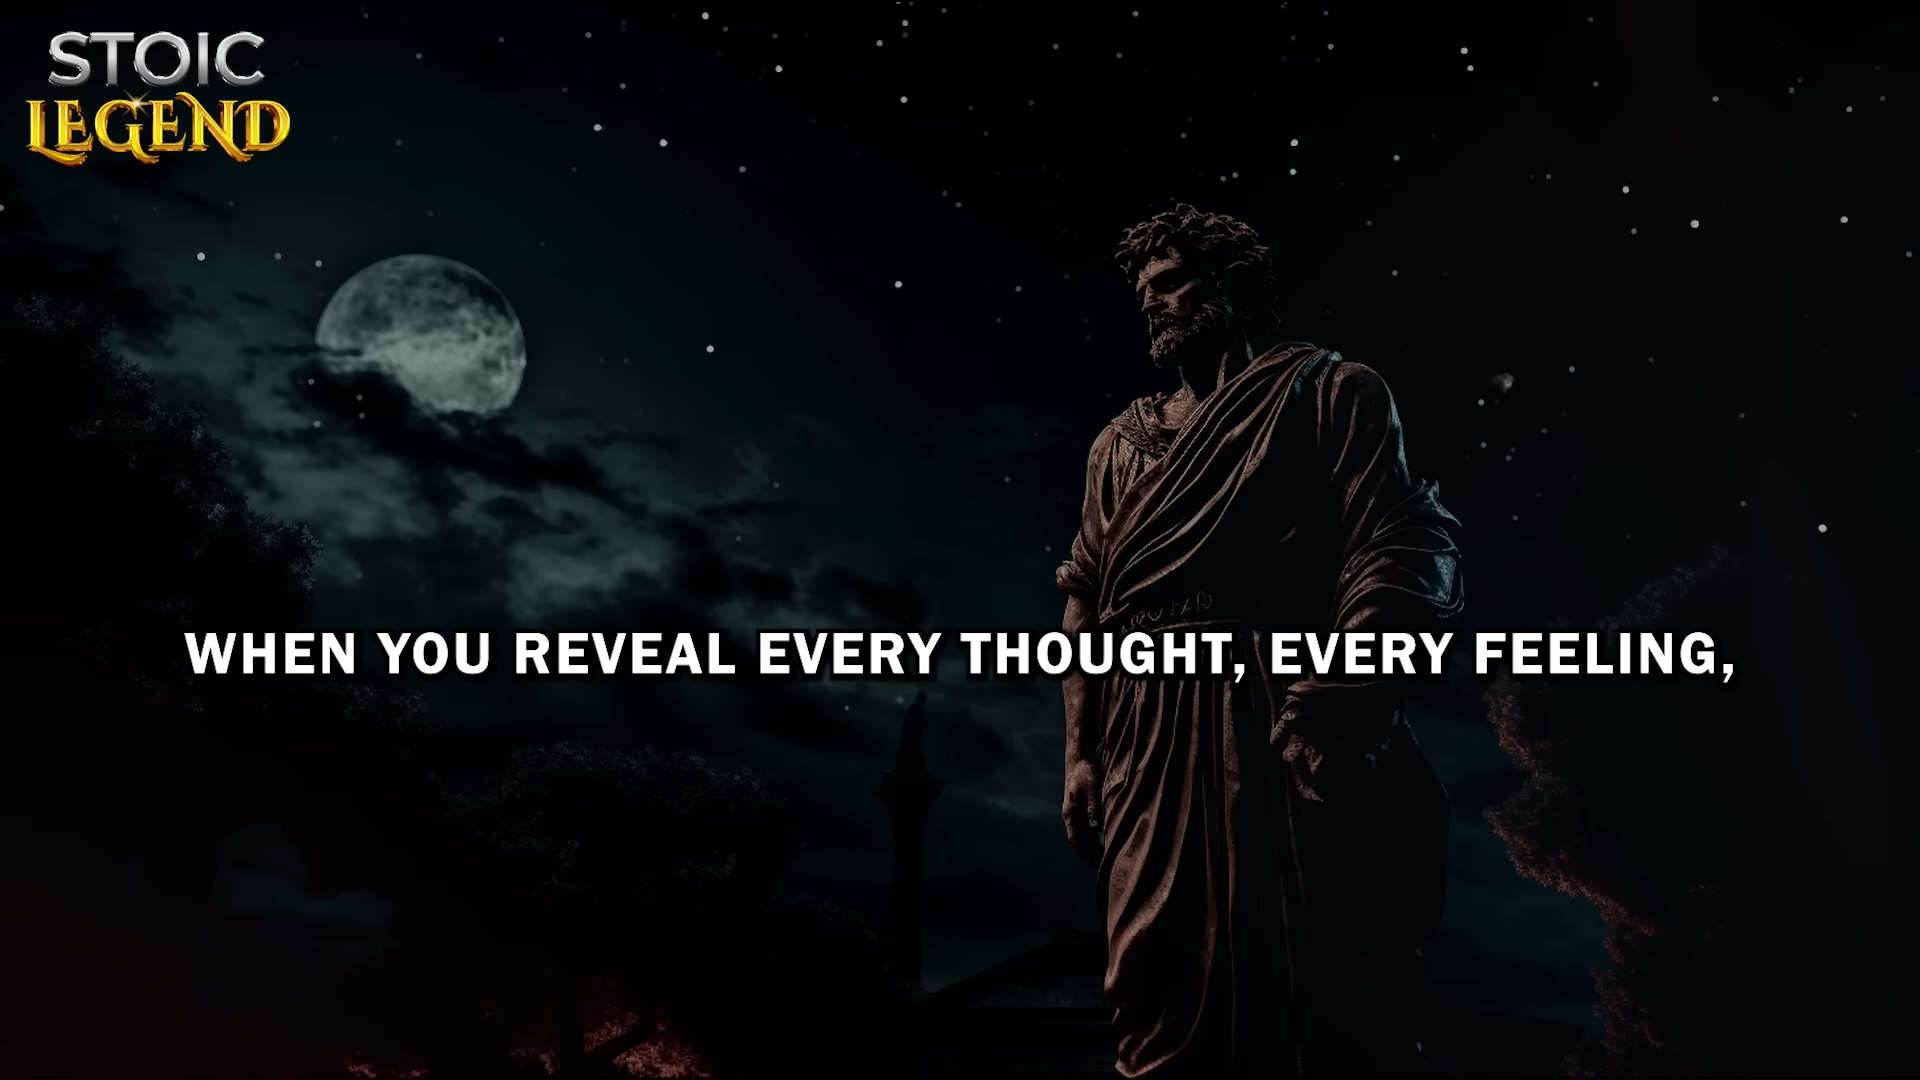 STOIC
LEGEND
WHEN YOU REVEAL EVERY THOUGHT, EVERY FEELING,